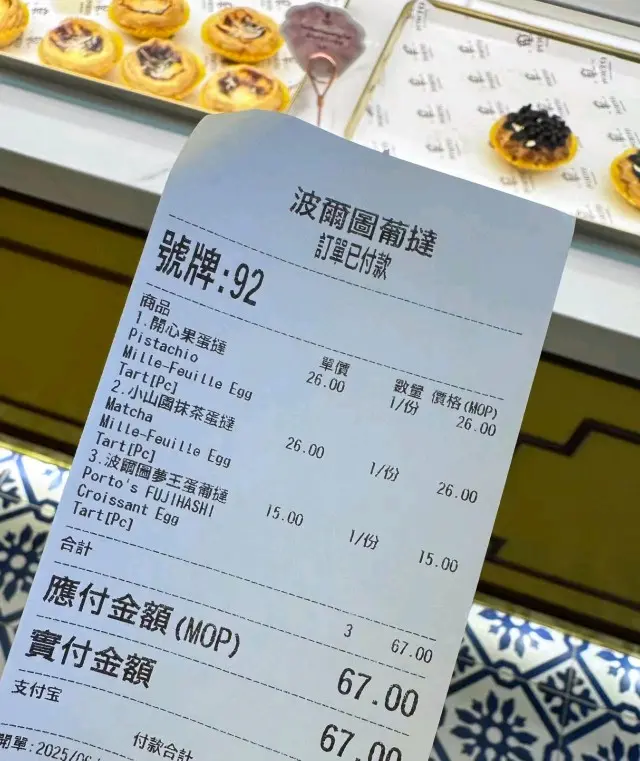 波爾圖葡撻
訂單已付款
號牌:92
商品 單價 數量 價格(MOP)
1.開心果蛋撻
Pistachio 26.00 1/份 26.00
Mille-Feuille Egg
Tart[Pc]
2.小山園抹茶蛋撻
Matcha 26.00 1/份 26.00
Mille-Feuille Egg
Tart[Pc]
3.波爾圖夢王蛋葡撻
Porto's FUJIHASHI 15.00 1/份 15.00
Croissant Egg
Tart[Pc]
合計 3 67.00
應付金額(MOP) 67.00
實付金額 67.00
支付宝
付款合計
開單:2025/06/